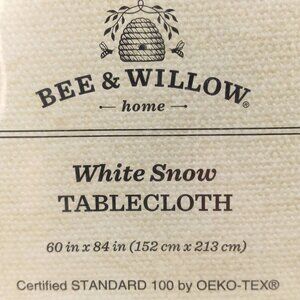 BEE & WILLOW®
home
White Snow
TABLECLOTH
60 in x 84 in (152 cm x 213 cm)
Certified STANDARD 100 by OEKO-TEX®